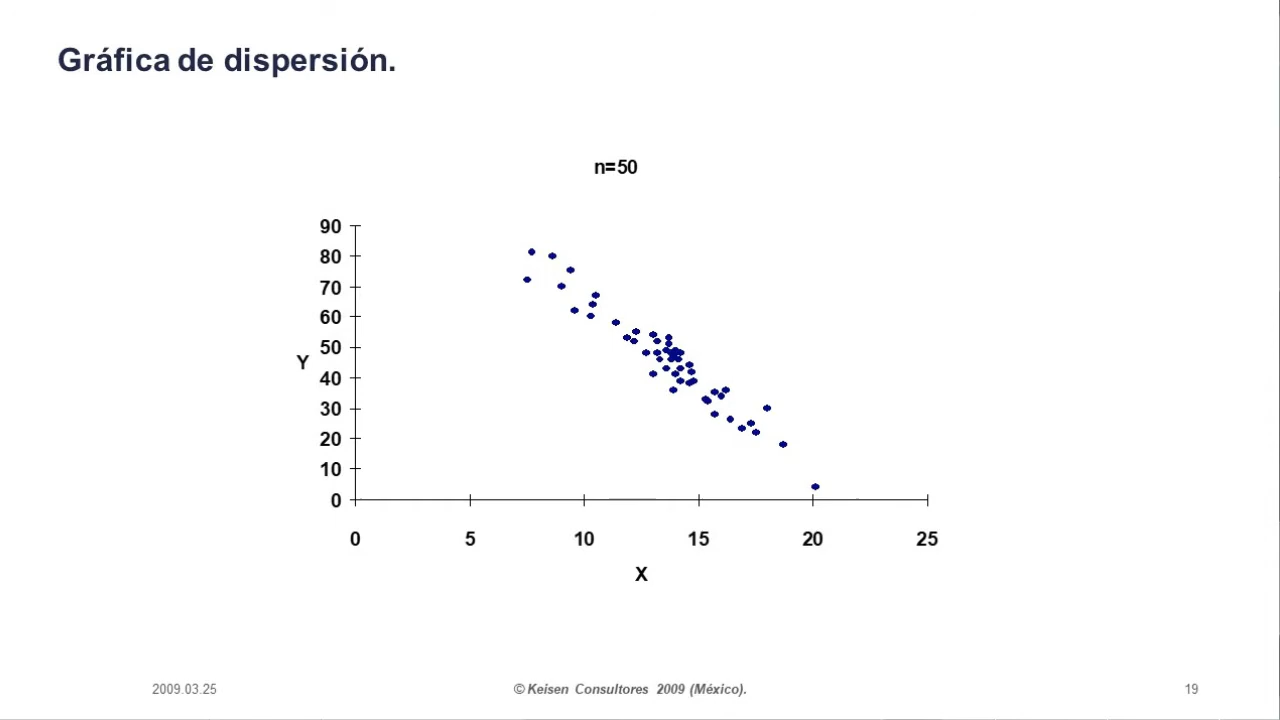 Gráfica de dispersión.
n=50
90
80
70
60
50
Y
40
30
20
10
0
0 5 10 15 20 25
X
2009.03.25 © Keisen Consultores 2009 (México). 19